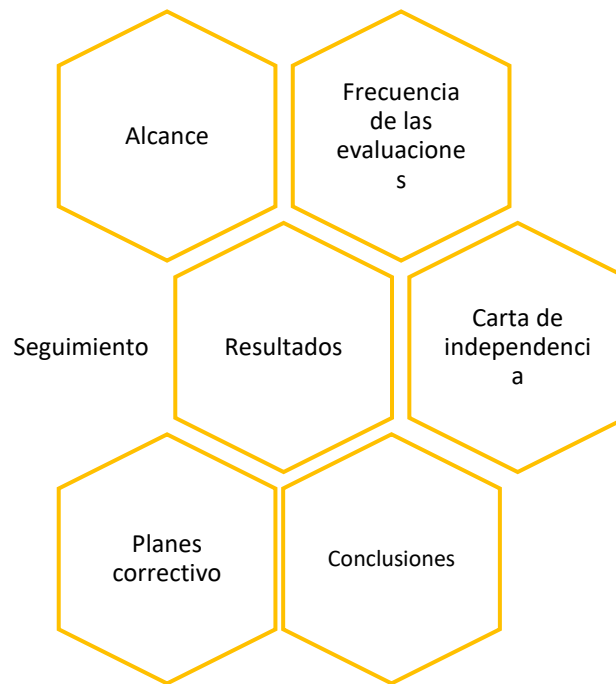 Alcance
Frecuencia
de las
evaluacione
s
Seguimiento
Resultados
Carta de
independenci
a
Planes
correctivo
Conclusiones